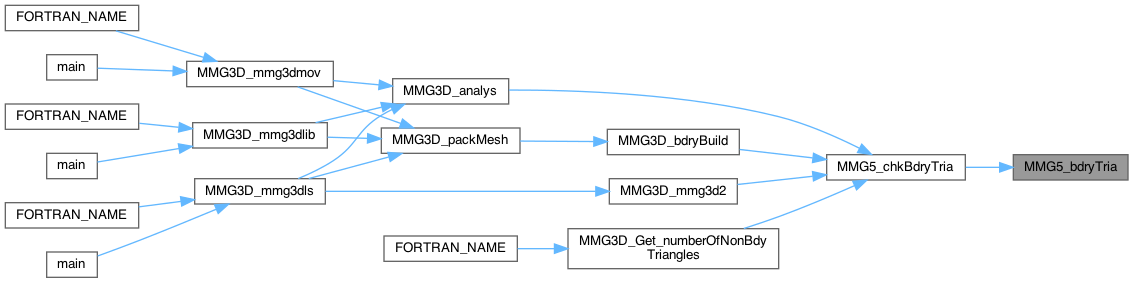 FORTRAN_NAME
main
MMG3D_mmg3dmov
MMG3D_analys
FORTRAN_NAME
MMG3D_mmg3dlib
MMG3D_packMesh
MMG3D_bdryBuild
main
MMG5_chkBdryTria
MMG5_bdryTria
MMG3D_mmg3dls
MMG3D_mmg3d2
FORTRAN_NAME
main
FORTRAN_NAME
MMG3D_Get_numberOfNonBdy
Triangles